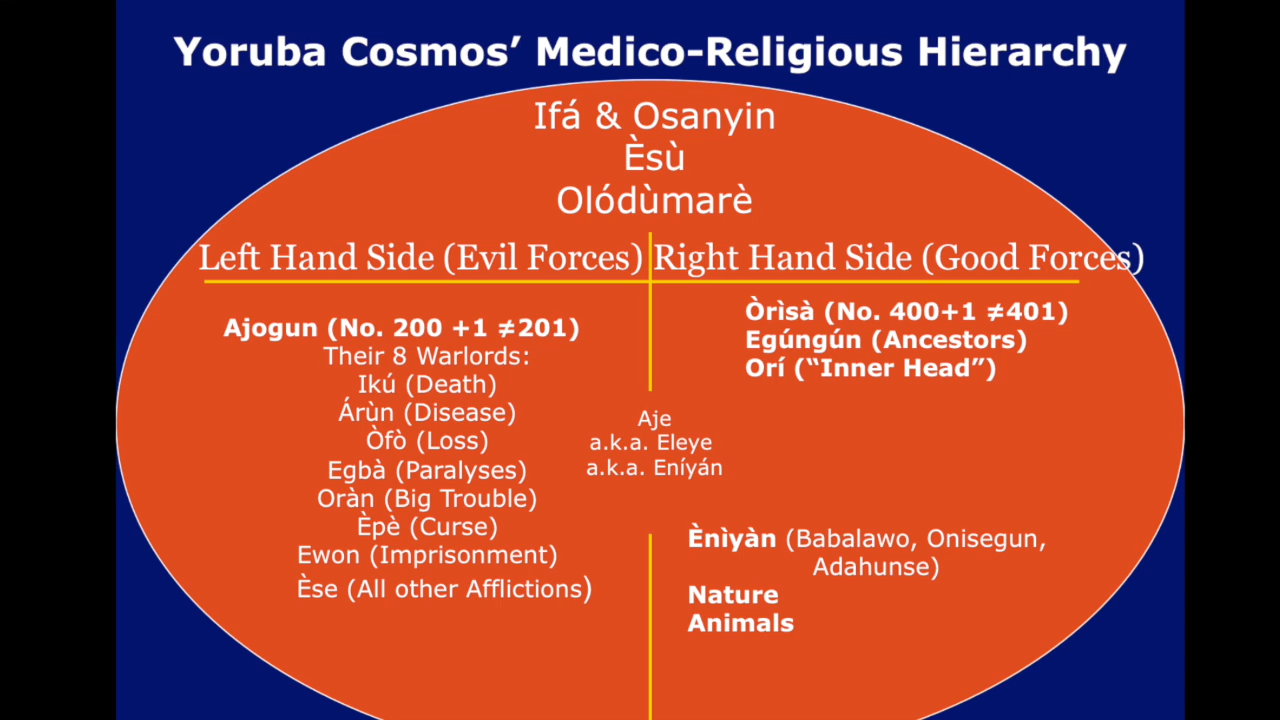 Yoruba Cosmos’ Medico-Religious Hierarchy
Ifá & Osanyin
Èsù
Olódùmarè
Left Hand Side (Evil Forces)
Right Hand Side (Good Forces)
Ajogun (No. 200 +1 ≠201)
Their 8 Warlords:
Ikú (Death)
Árùn (Disease)
Òfò (Loss)
Egbà (Paralyses)
Oràn (Big Trouble)
Èpè (Curse)
Ewon (Imprisonment)
Èse (All other Afflictions)
Aje
a.k.a. Eleye
a.k.a. Eníyán
Òrìsà (No. 400+1 ≠401)
Egúngún (Ancestors)
Orí (“Inner Head”)
Ènìyàn (Babalawo, Onisegun,
Adahunse)
Nature
Animals